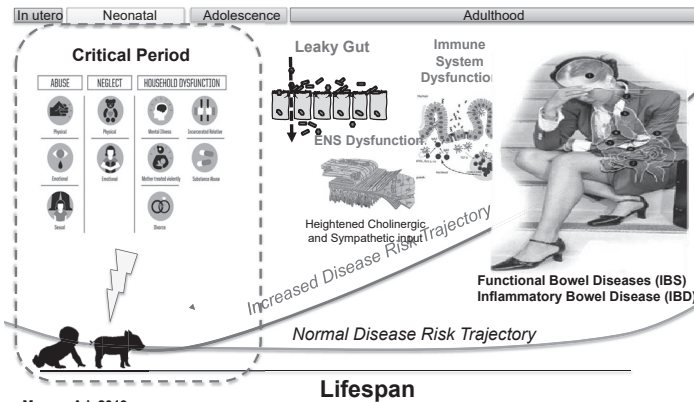 In utero
Neonatal
Adolescence
Adulthood
Critical Period
ABUSE
NEGLECT
HOUSEHOLD DYSFUNCTION
Physical
Physical
Mental Illness
Incarcerated Relative
Emotional
Emotional
Mother treated violently
Substance Abuse
Sexual
Divorce
Leaky Gut
Immune
System
Dysfunction
ENS Dysfunction
Heightened Cholinergic
and Sympathetic input
Increased Disease Risk Trajectory
Functional Bowel Diseases (IBS)
Inflammatory Bowel Disease (IBD)
Normal Disease Risk Trajectory
Lifespan